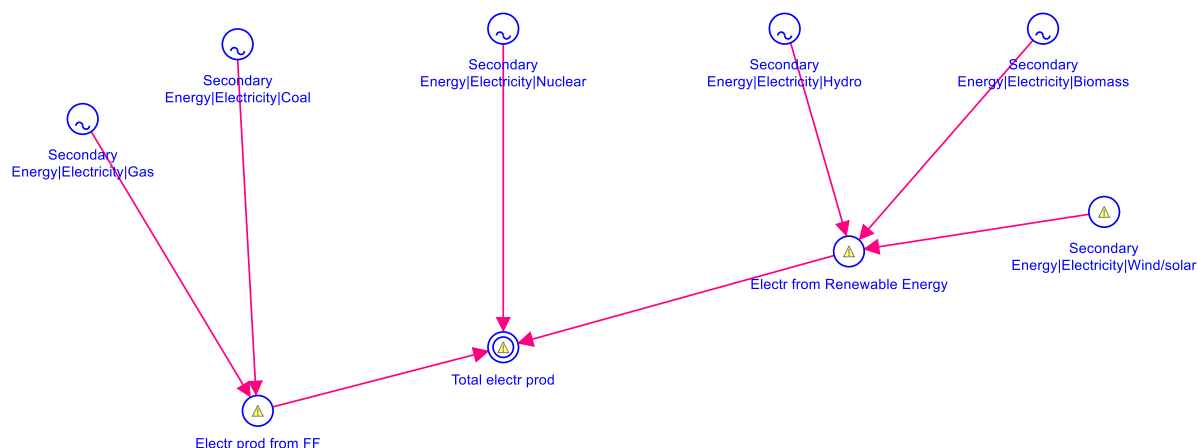 Secondary
Energy|Electricity|Nuclear
Secondary
Energy|Electricity|Hydro
Secondary
Energy|Electricity|Biomass
Secondary
Energy|Electricity|Coal
Secondary
Energy|Electricity|Gas
Secondary
Energy|Electricity|Wind/solar
Electr from Renewable Energy
Total electr prod
Electr prod from FF